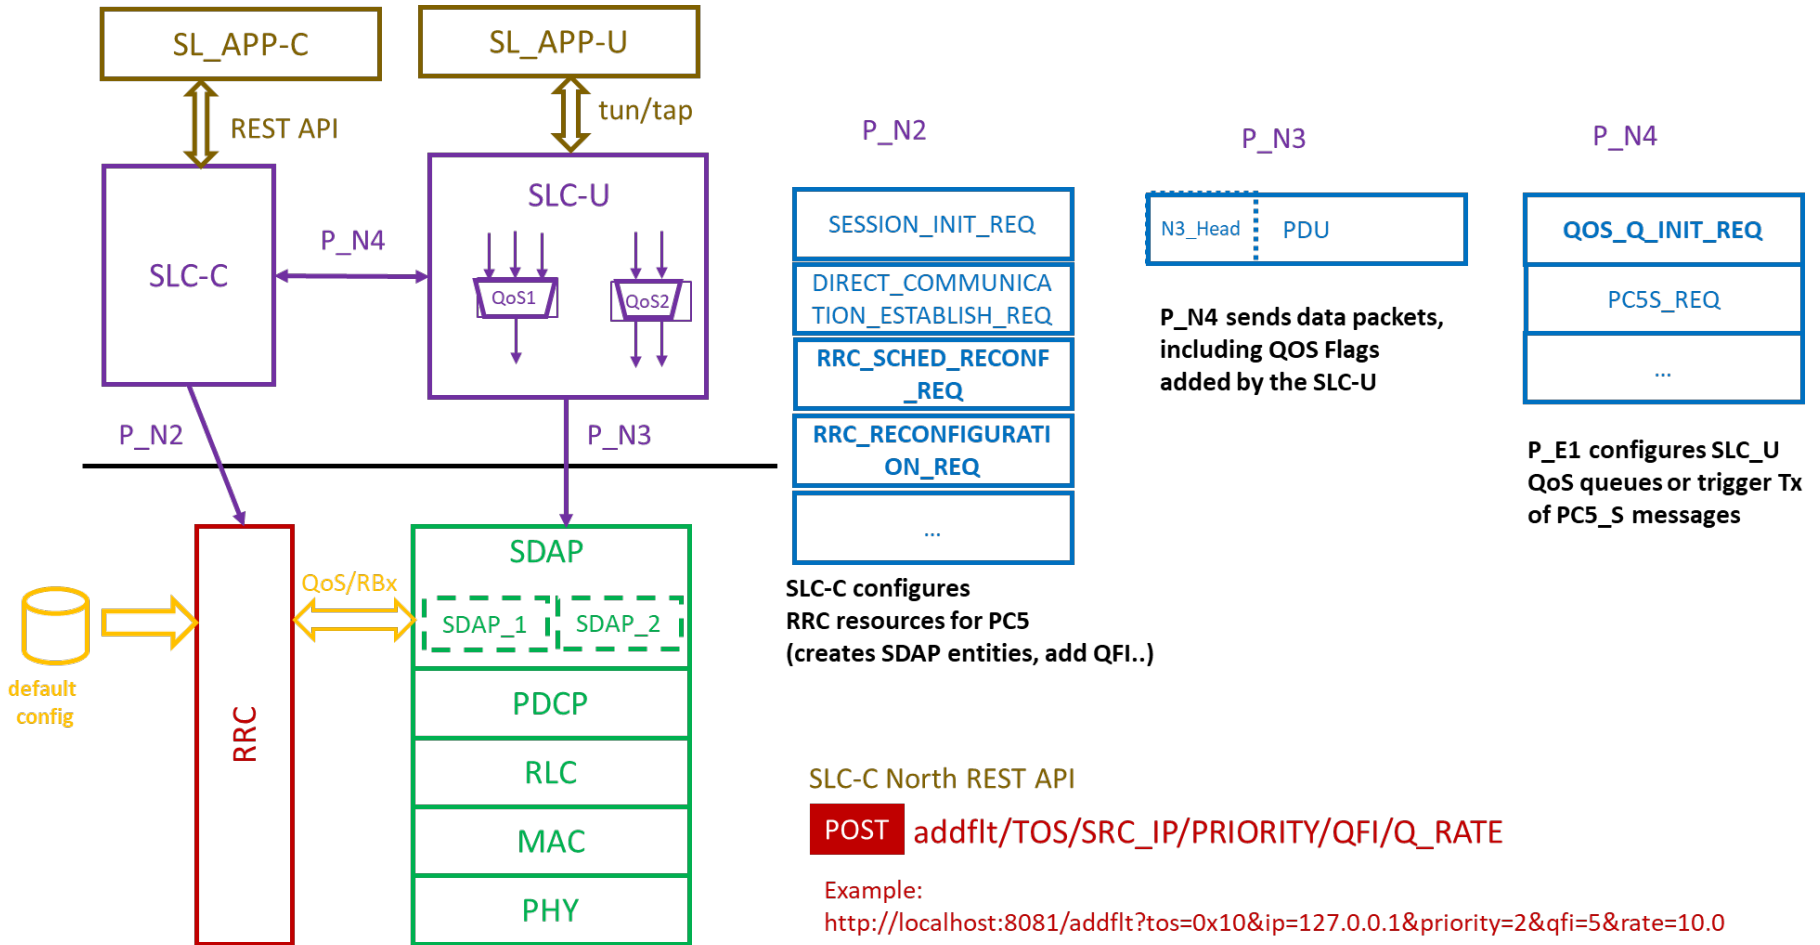 SL_APP-C
SL_APP-U
REST API
tun/tap
SLC-C
P_N4
SLC-U
QoS1
QoS2
P_N2
P_N3
default
config
RRC
QoS/RBx
SDAP
SDAP_1
SDAP_2
PDCP
RLC
MAC
PHY
P_N2
SESSION_INIT_REQ
DIRECT_COMMUNICA
TION_ESTABLISH_REQ
RRC_SCHED_RECONF
_REQ
RRC_RECONFIGURATI
ON_REQ
...
SLC-C configures
RRC resources for PC5
(creates SDAP entities, add QFI..)
P_N3
N3_Head
PDU
P_N4 sends data packets,
including QOS Flags
added by the SLC-U
P_N4
QOS_Q_INIT_REQ
PC5S_REQ
...
P_E1 configures SLC_U
QoS queues or trigger Tx
of PC5_S messages
SLC-C North REST API
POST addflt/TOS/SRC_IP/PRIORITY/QFI/Q_RATE
Example:
http://localhost:8081/addflt?tos=0x10&ip=127.0.0.1&priority=2&qfi=5&rate=10.0